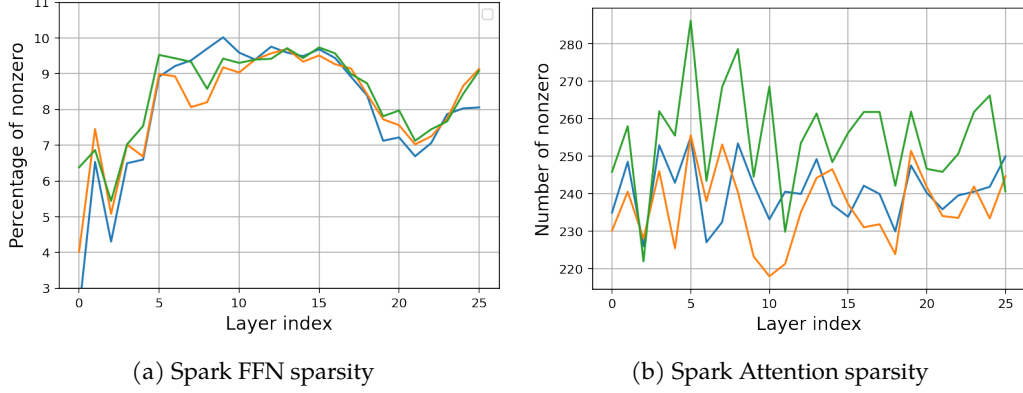 11
10
9
8
7
6
5
4
3
Percentage of nonzero
0 5 10 15 20 25
Layer index
(a) Spark FFN sparsity
280
270
260
250
240
230
220
Number of nonzero
0 5 10 15 20 25
Layer index
(b) Spark Attention sparsity